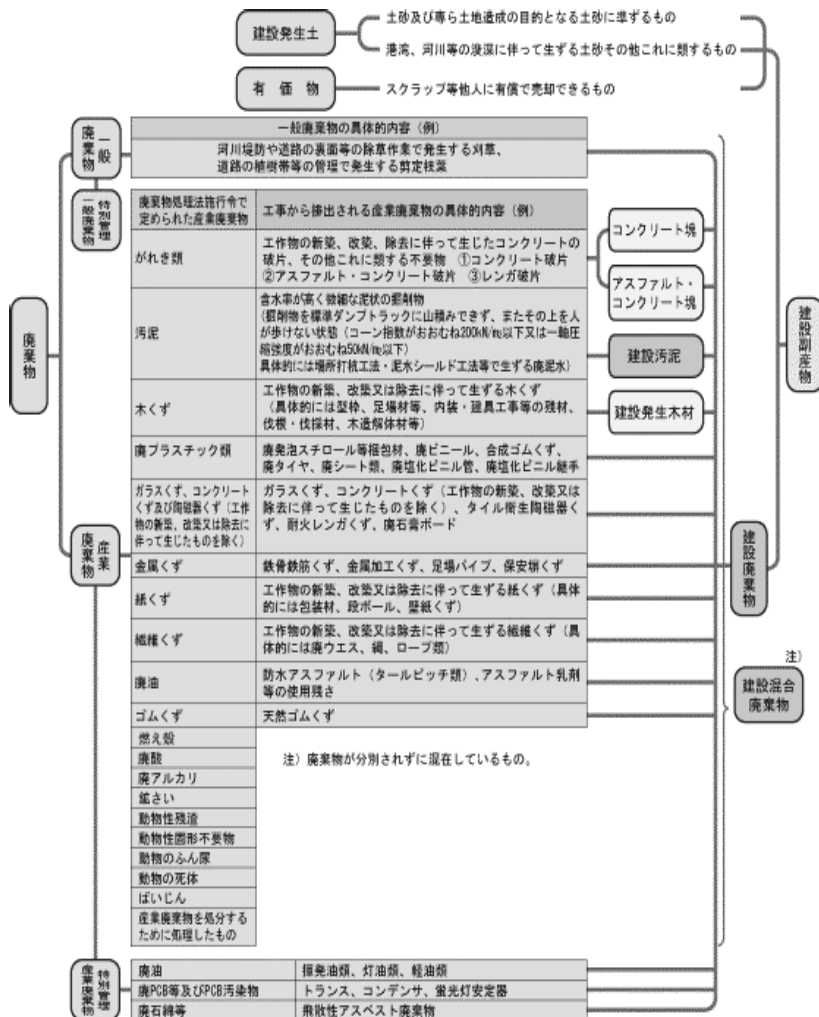 建設発生土
土砂及び専ら土地造成の目的となる土砂に準ずるもの
港湾、河川等の浚渫に伴って生ずる土砂その他これに類するもの
有価物
スクラップ等他人に有償で売却できるもの
一般廃棄物
一般廃棄物の具体的内容（例）
河川堤防や道路の裏面等の除草作業で発生する刈草、
道路の植樹帯等の管理で発生する剪定枝葉
特別管理一般廃棄物
廃棄物処理法施行令で
定められた産業廃棄物
工事から排出される産業廃棄物の具体的内容（例）
がれき類
工作物の新築、改築、除去に伴って生じたコンクリートの
破片、その他これに類する不要物　①コンクリート破片
②アスファルト・コンクリート破片　③レンガ破片
コンクリート塊
アスファルト・
コンクリート塊
汚泥
含水率が高く微細な泥状の掘削物
（掘削物を標準ダンプトラックに山積みできず、またその上を人
が歩けない状態（コーン指数がおおむね200kN/㎡以下又は一軸圧
縮強度がおおむね50kN/㎡以下）
具体的には場所打杭工法・泥水シールド工法等で生ずる廃泥水）
建設汚泥
廃棄物
建設副産物
木くず
工作物の新築、改築又は除去に伴って生ずる木くず
（具体的には型枠、足場材等、内装・建具工事等の残材、
伐根・伐採材、木造解体材等）
建設発生木材
廃プラスチック類
廃発泡スチロール等梱包材、廃ビニール、合成ゴムくず、
廃タイヤ、廃シート類、廃塩化ビニル管、廃塩化ビニル継手
ガラスくず、コンクリート
くず及び陶磁器くず（工作
物の新築、改築又は除去に
伴って生じたものを除く）
ガラスくず、コンクリートくず（工作物の新築、改築又は
除去に伴って生じたものを除く）、タイル衛生陶磁器く
ず、耐火レンガくず、廃石膏ボード
産業廃棄物
建設廃棄物
金属くず
鉄骨鉄筋くず、金属加工くず、足場パイプ、保安塀くず
紙くず
工作物の新築、改築又は除去に伴って生ずる紙くず（具体
的には包装材、段ボール、壁紙くず）
繊維くず
工作物の新築、改築又は除去に伴って生ずる繊維くず（具
体的には廃ウエス、縄、ロープ類）
注）
建設混合
廃棄物
廃油
防水アスファルト（タールピッチ類）、アスファルト乳剤
等の使用残さ
ゴムくず
天然ゴムくず
燃え殻
廃酸
注）廃棄物が分別されずに混在しているもの。
廃アルカリ
鉱さい
動物性残渣
動物性固形不要物
動物のふん尿
動物の死体
ばいじん
産業廃棄物を処分する
ために処理したもの
特別管理産業廃棄物
廃油
揮発油類、灯油類、軽油類
廃PCB等及びPCB汚染物
トランス、コンデンサ、蛍光灯安定器
廃石綿等
飛散性アスベスト廃棄物